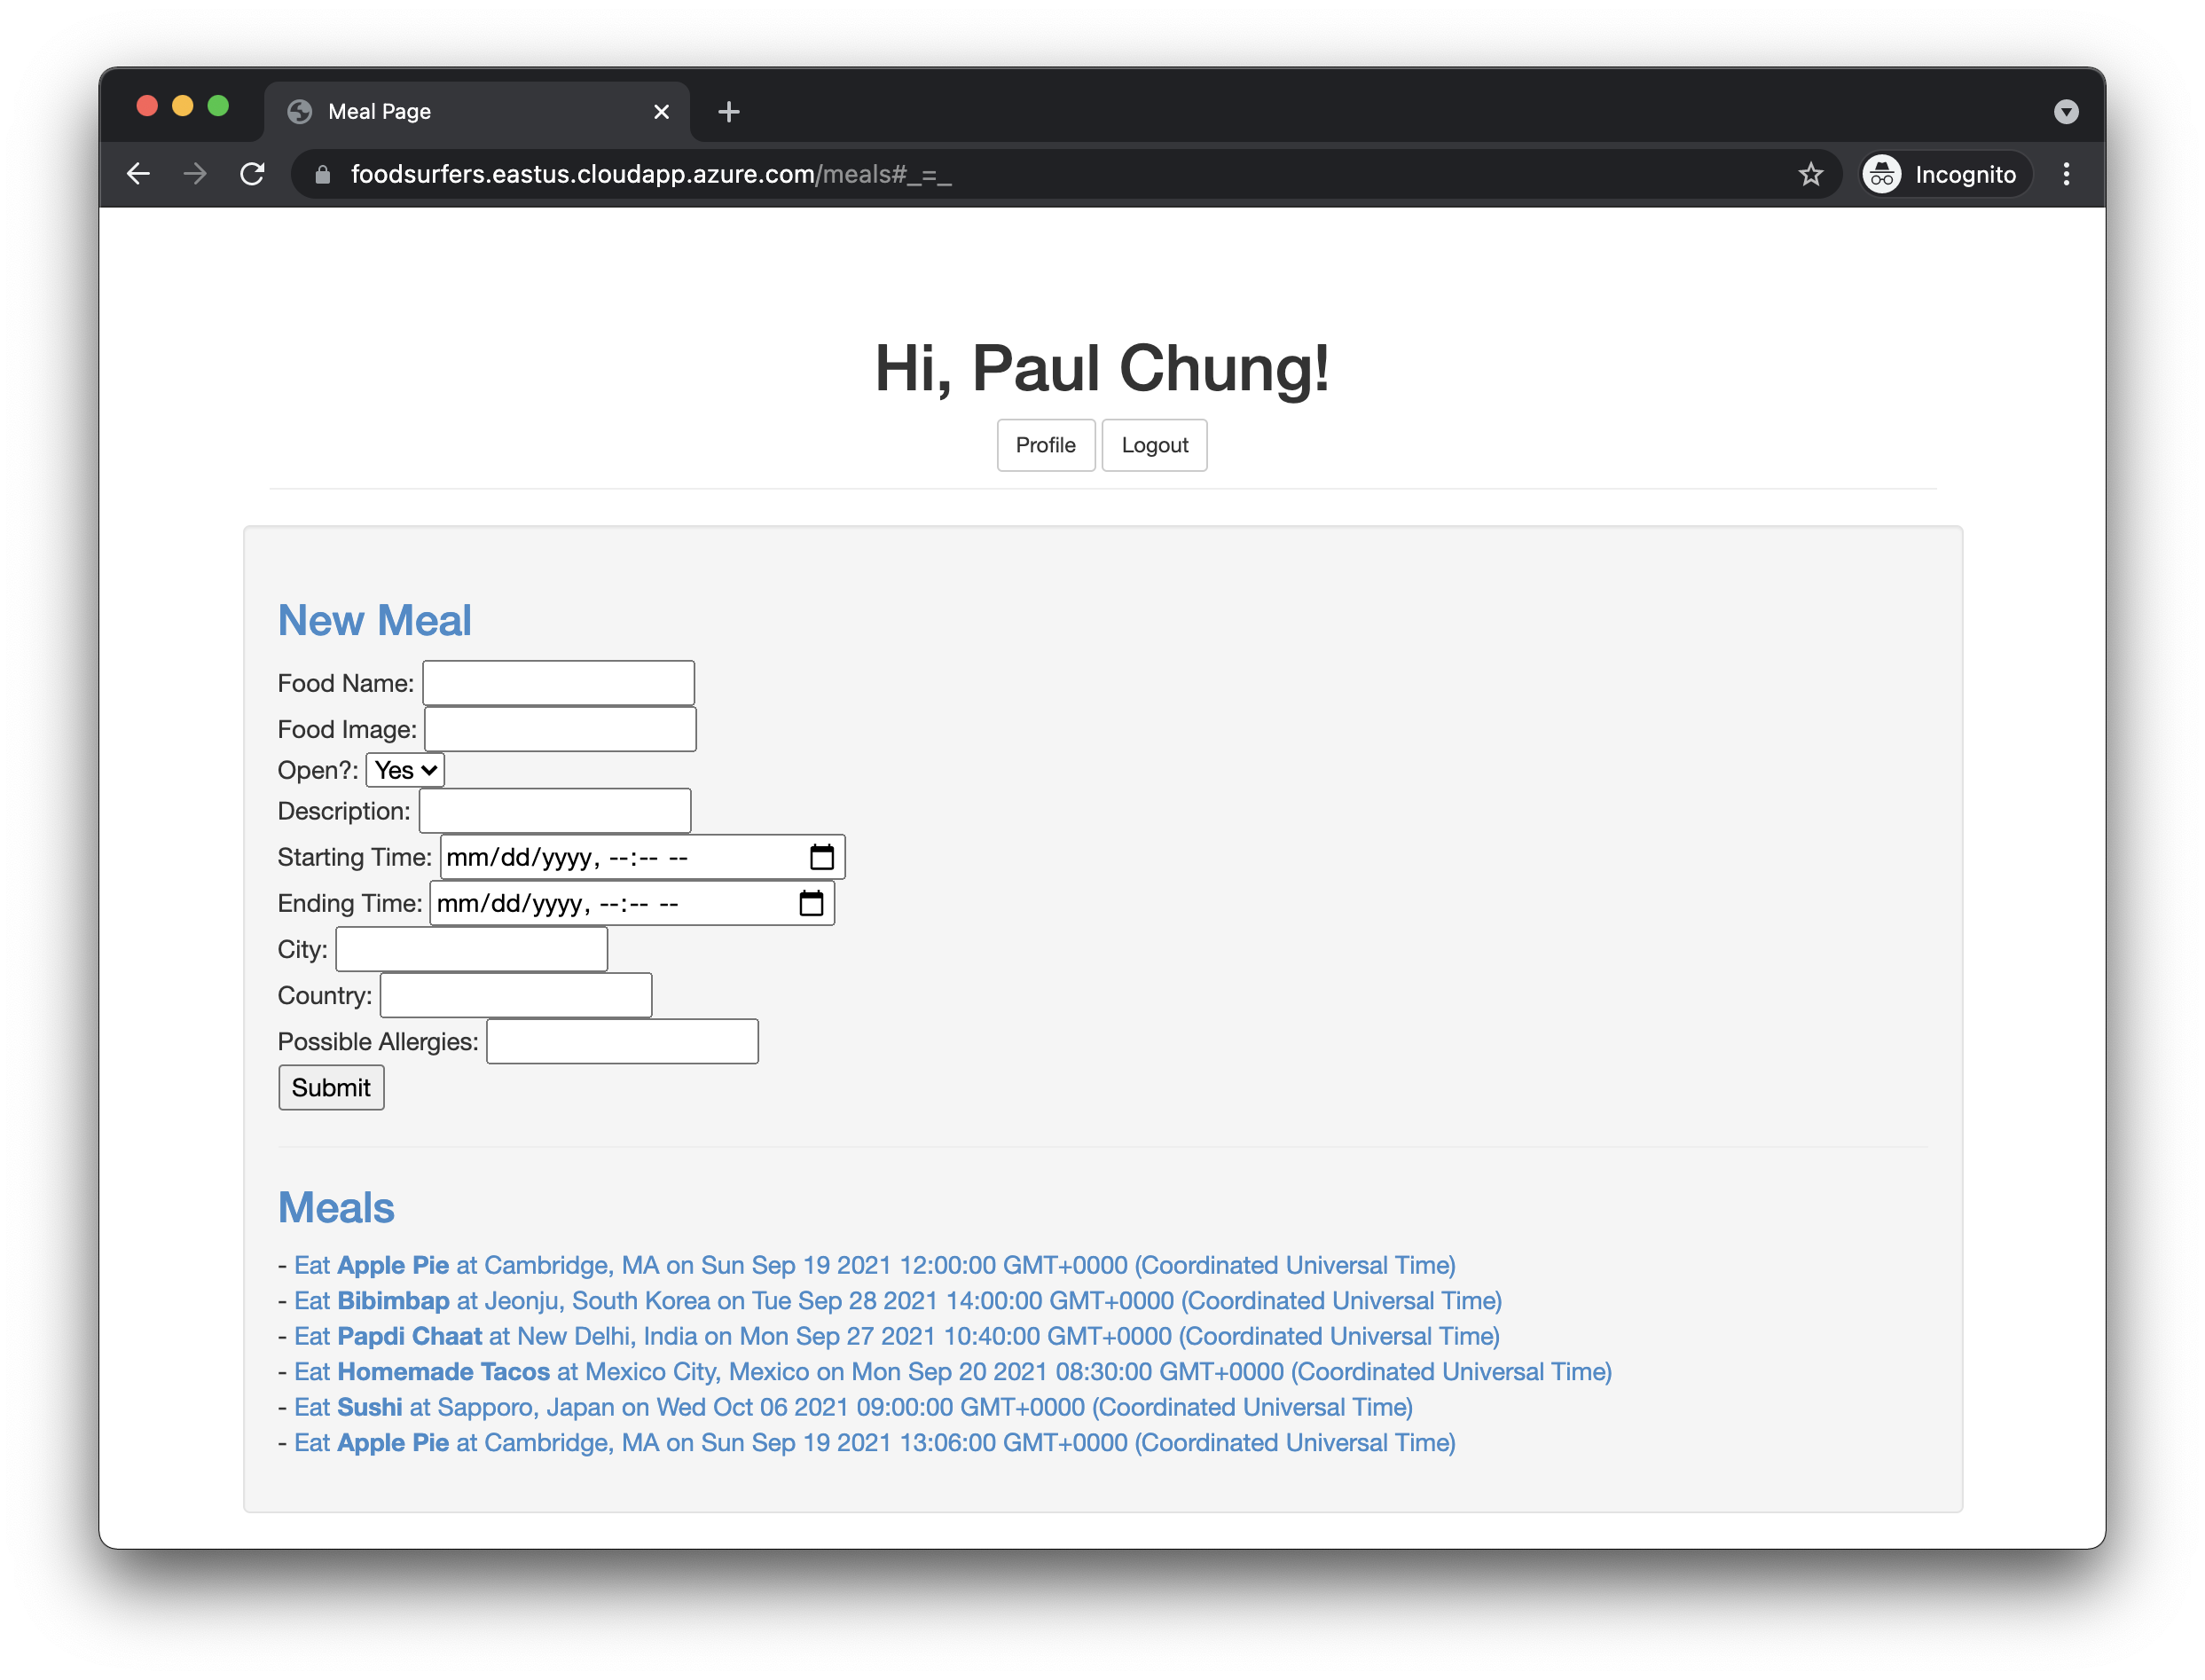 Meal Page
foodsurfers.eastus.cloudapp.azure.com/meals#_=_
Incognito
Hi, Paul Chung!
Profile Logout
New Meal
Food Name:
Food Image:
Open?: Yes
Description:
Starting Time: mm/dd/yyyy, --:-- --
Ending Time: mm/dd/yyyy, --:-- --
City:
Country:
Possible Allergies:
Submit
Meals
- Eat Apple Pie at Cambridge, MA on Sun Sep 19 2021 12:00:00 GMT+0000 (Coordinated Universal Time)
- Eat Bibimbap at Jeonju, South Korea on Tue Sep 28 2021 14:00:00 GMT+0000 (Coordinated Universal Time)
- Eat Papdi Chaat at New Delhi, India on Mon Sep 27 2021 10:40:00 GMT+0000 (Coordinated Universal Time)
- Eat Homemade Tacos at Mexico City, Mexico on Mon Sep 20 2021 08:30:00 GMT+0000 (Coordinated Universal Time)
- Eat Sushi at Sapporo, Japan on Wed Oct 06 2021 09:00:00 GMT+0000 (Coordinated Universal Time)
- Eat Apple Pie at Cambridge, MA on Sun Sep 19 2021 13:06:00 GMT+0000 (Coordinated Universal Time)